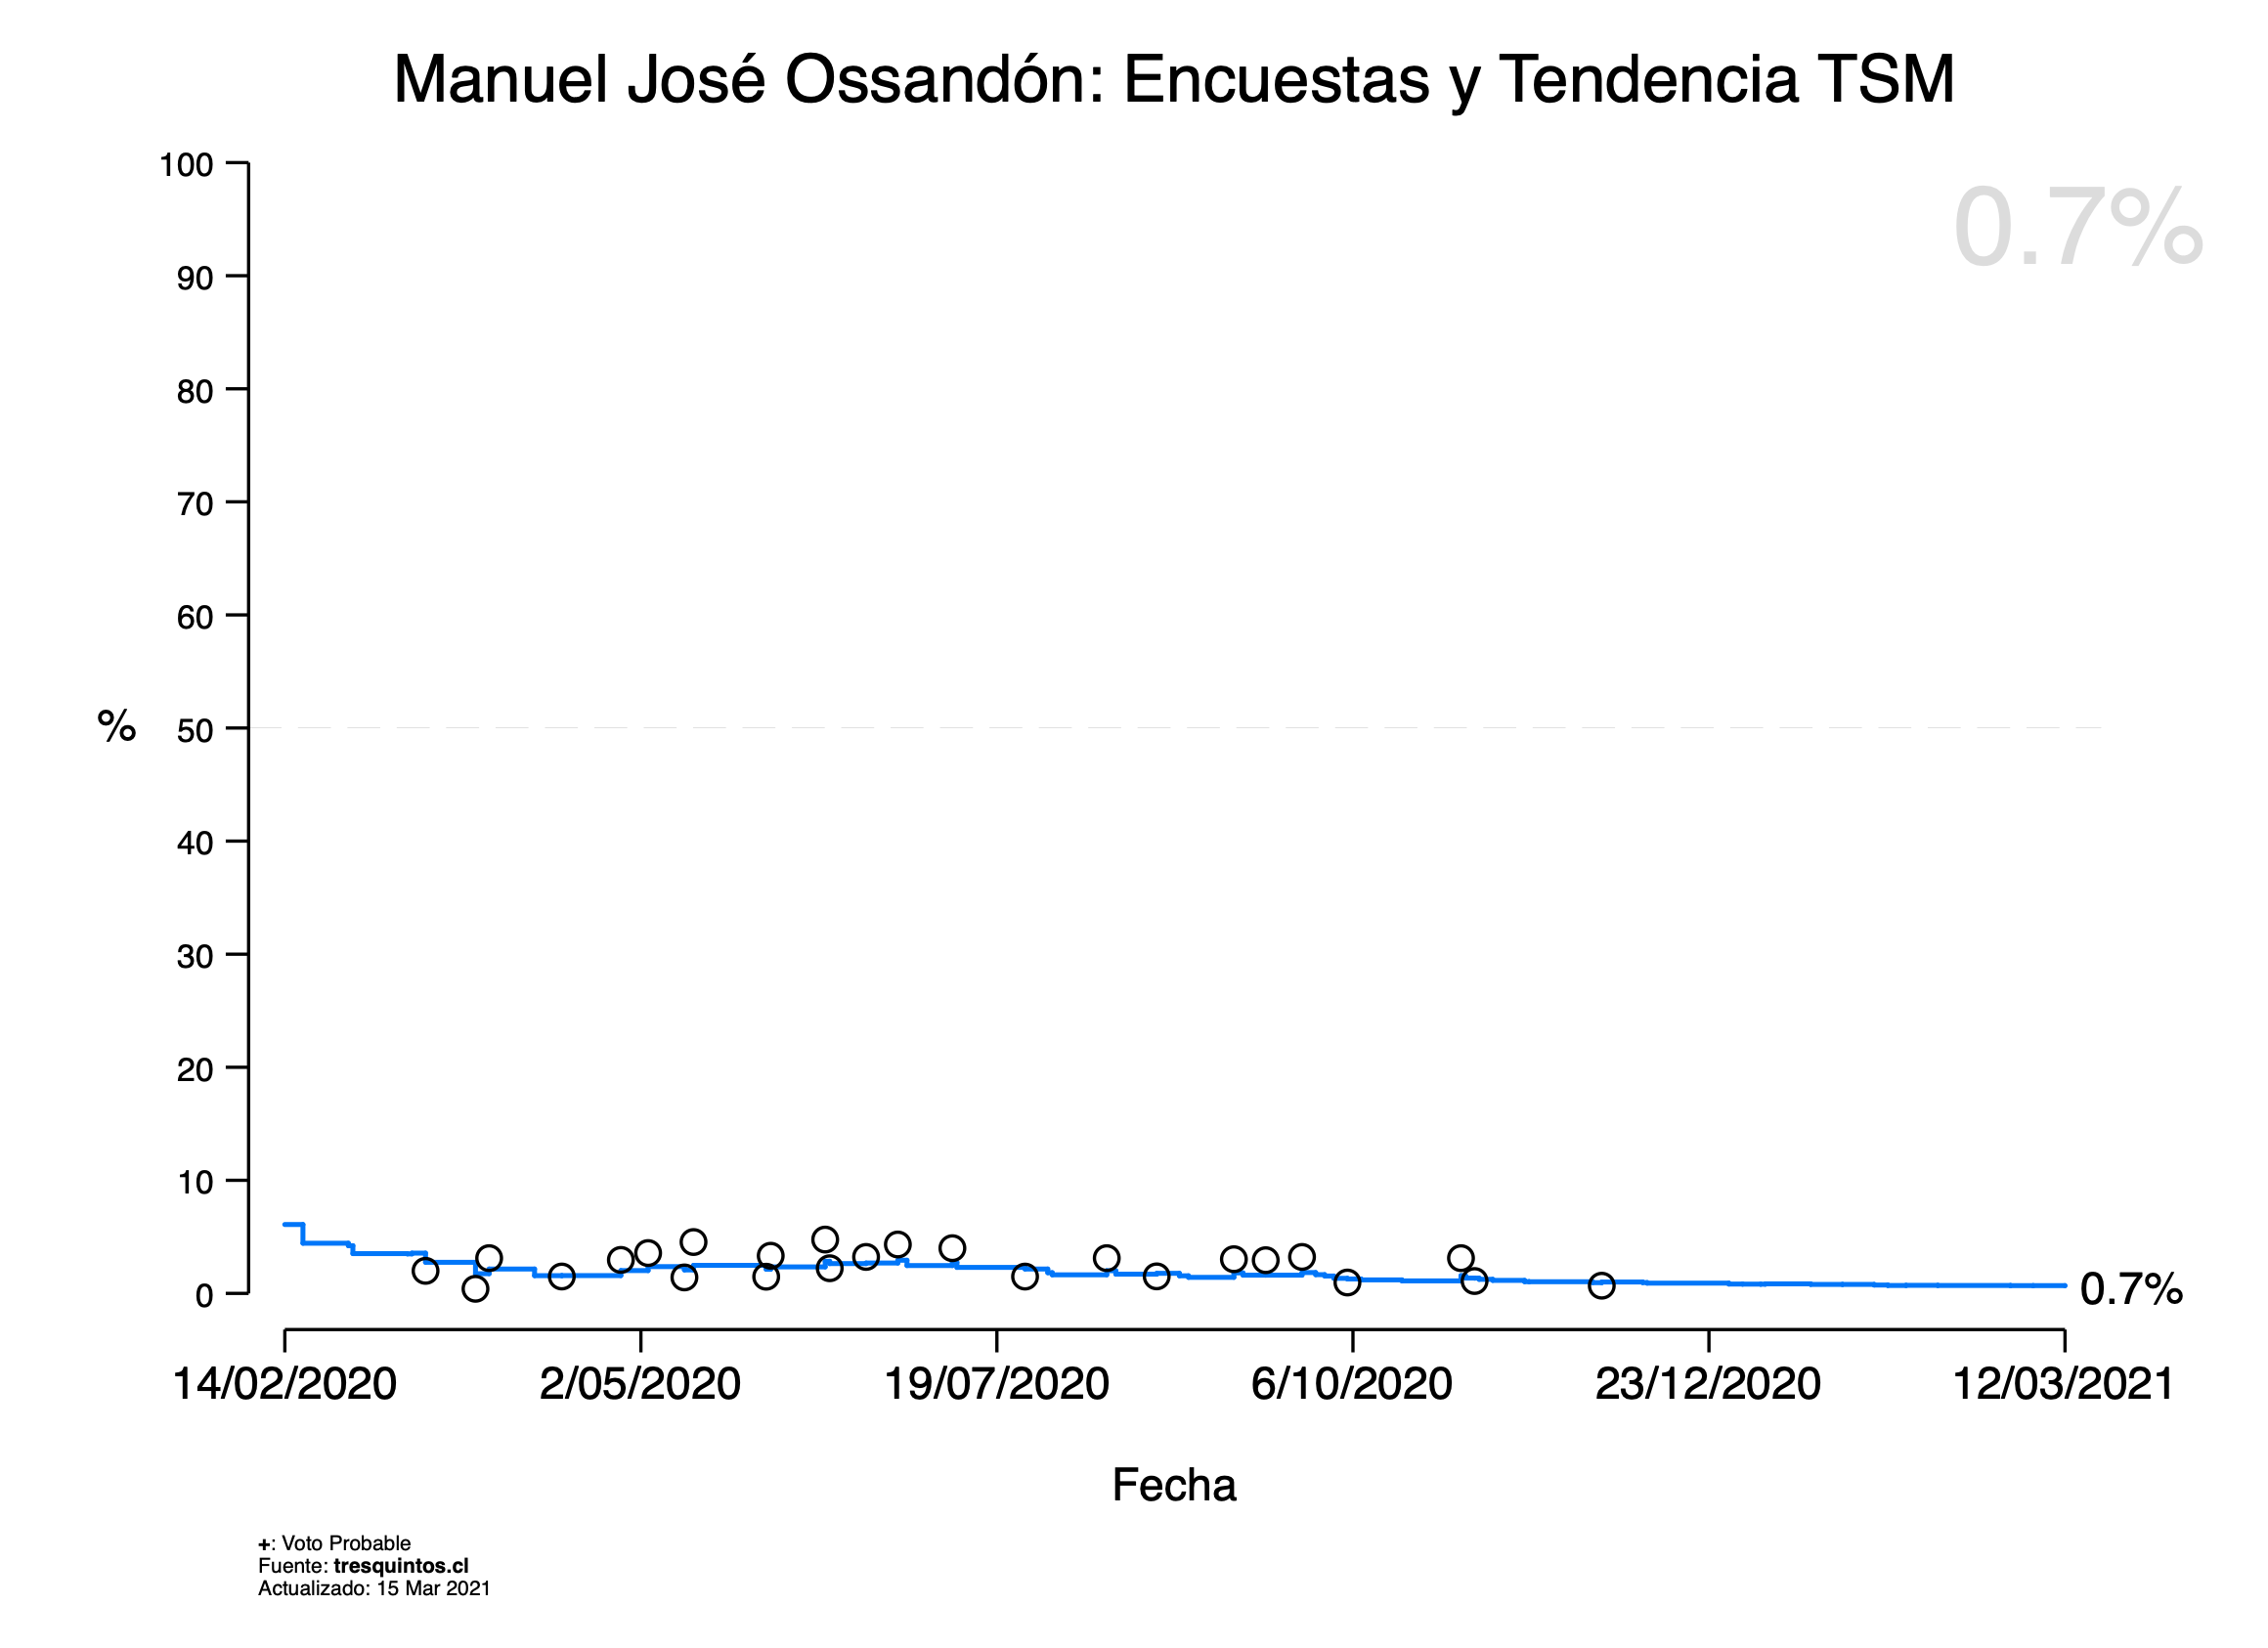 Manuel José Ossandón: Encuestas y Tendencia TSM
0.7%
100
90
80
70
60
% 50
40
30
20
10
0
0.7%
14/02/2020 2/05/2020 19/07/2020 6/10/2020 23/12/2020 12/03/2021
Fecha
+: Voto Probable
Fuente: tresquintos.cl
Actualizado: 15 Mar 2021